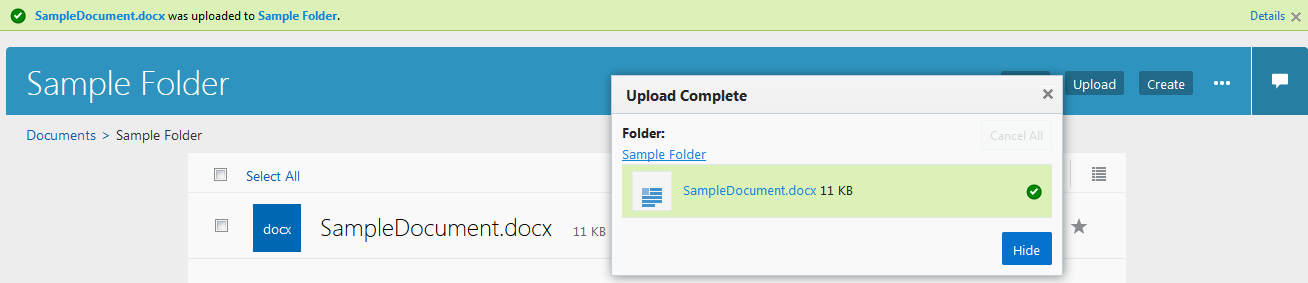 SampleDocument.docx was uploaded to Sample Folder.
Details
Sample Folder
Upload
Create
Upload Complete
Documents > Sample Folder
Folder:
Cancel All
Sample Folder
SampleDocument.docx 11 KB
Select All
docx
SampleDocument.docx
11 KB
Hide